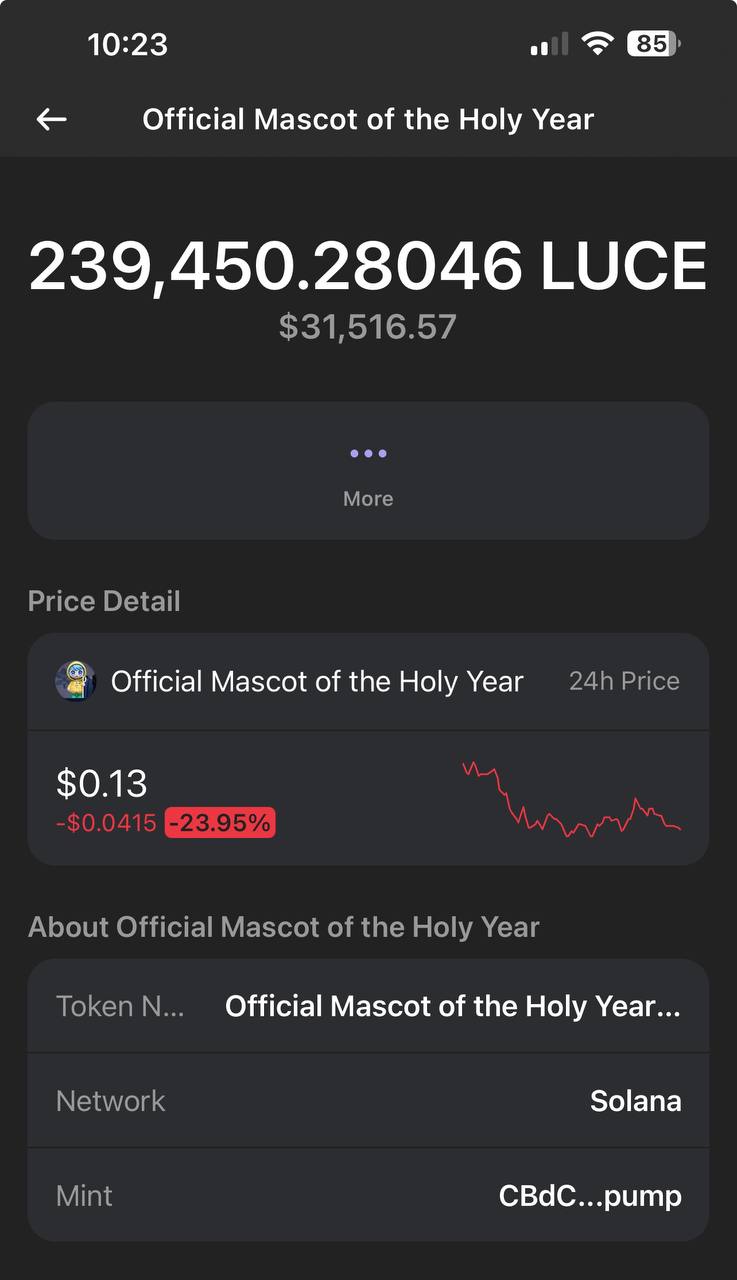 10:23
85
Official Mascot of the Holy Year
239,450.28046 LUCE
$31,516.57
More
Price Detail
Official Mascot of the Holy Year 24h Price
$0.13
-$0.0415 -23.95%
About Official Mascot of the Holy Year
Token N... Official Mascot of the Holy Year...
Network Solana
Mint CBdC...pump